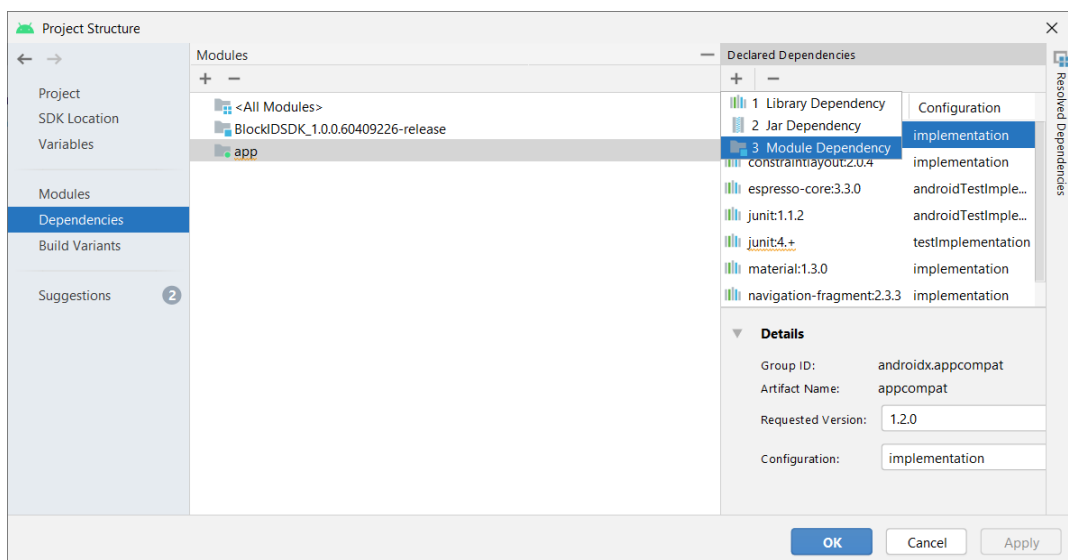 Project Structure
Modules
Declared Dependencies
Project
SDK Location
Variables
Modules
Dependencies
Build Variants
Suggestions
2
<All Modules>
BlockIDSDK_1.0.0.60409226-release
app
1 Library Dependency
2 Jar Dependency
3 Module Dependency
Configuration
implementation
constraintlayout:2.0.4 implementation
espresso-core:3.3.0 androidTestImple...
junit:1.1.2 androidTestImple...
junit:4.+ testImplementation
material:1.3.0 implementation
navigation-fragment:2.3.3 implementation
Details
Group ID: androidx.appcompat
Artifact Name: appcompat
Requested Version: 1.2.0
Configuration: implementation
Resolved Dependencies
OK Cancel Apply